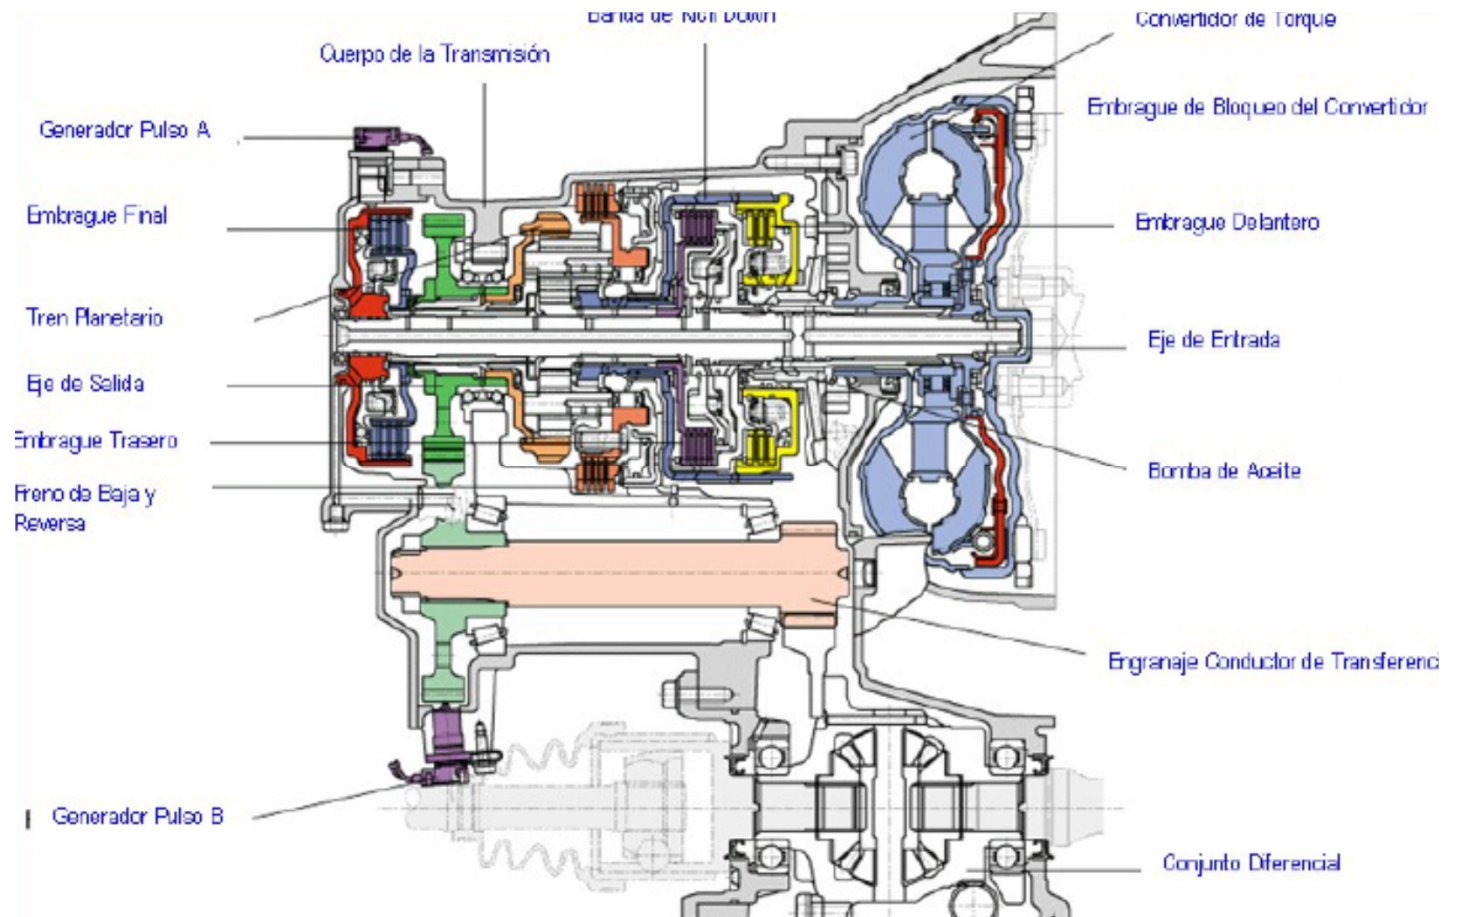 Banda de Kick Down
Convertidor de Torque
Cuerpo de la Transmisión
Embrague de Bloqueo del Convertidor
Generador Pulso A
Embrague Final
Embrague Delantero
Tren Planetario
Eje de Entrada
Eje de Salida
Embrague Trasero
Bomba de Aceite
Freno de Baja y
Reversa
Engranaje Conductor de Transferenci
Generador Pulso B
Conjunto Diferencial